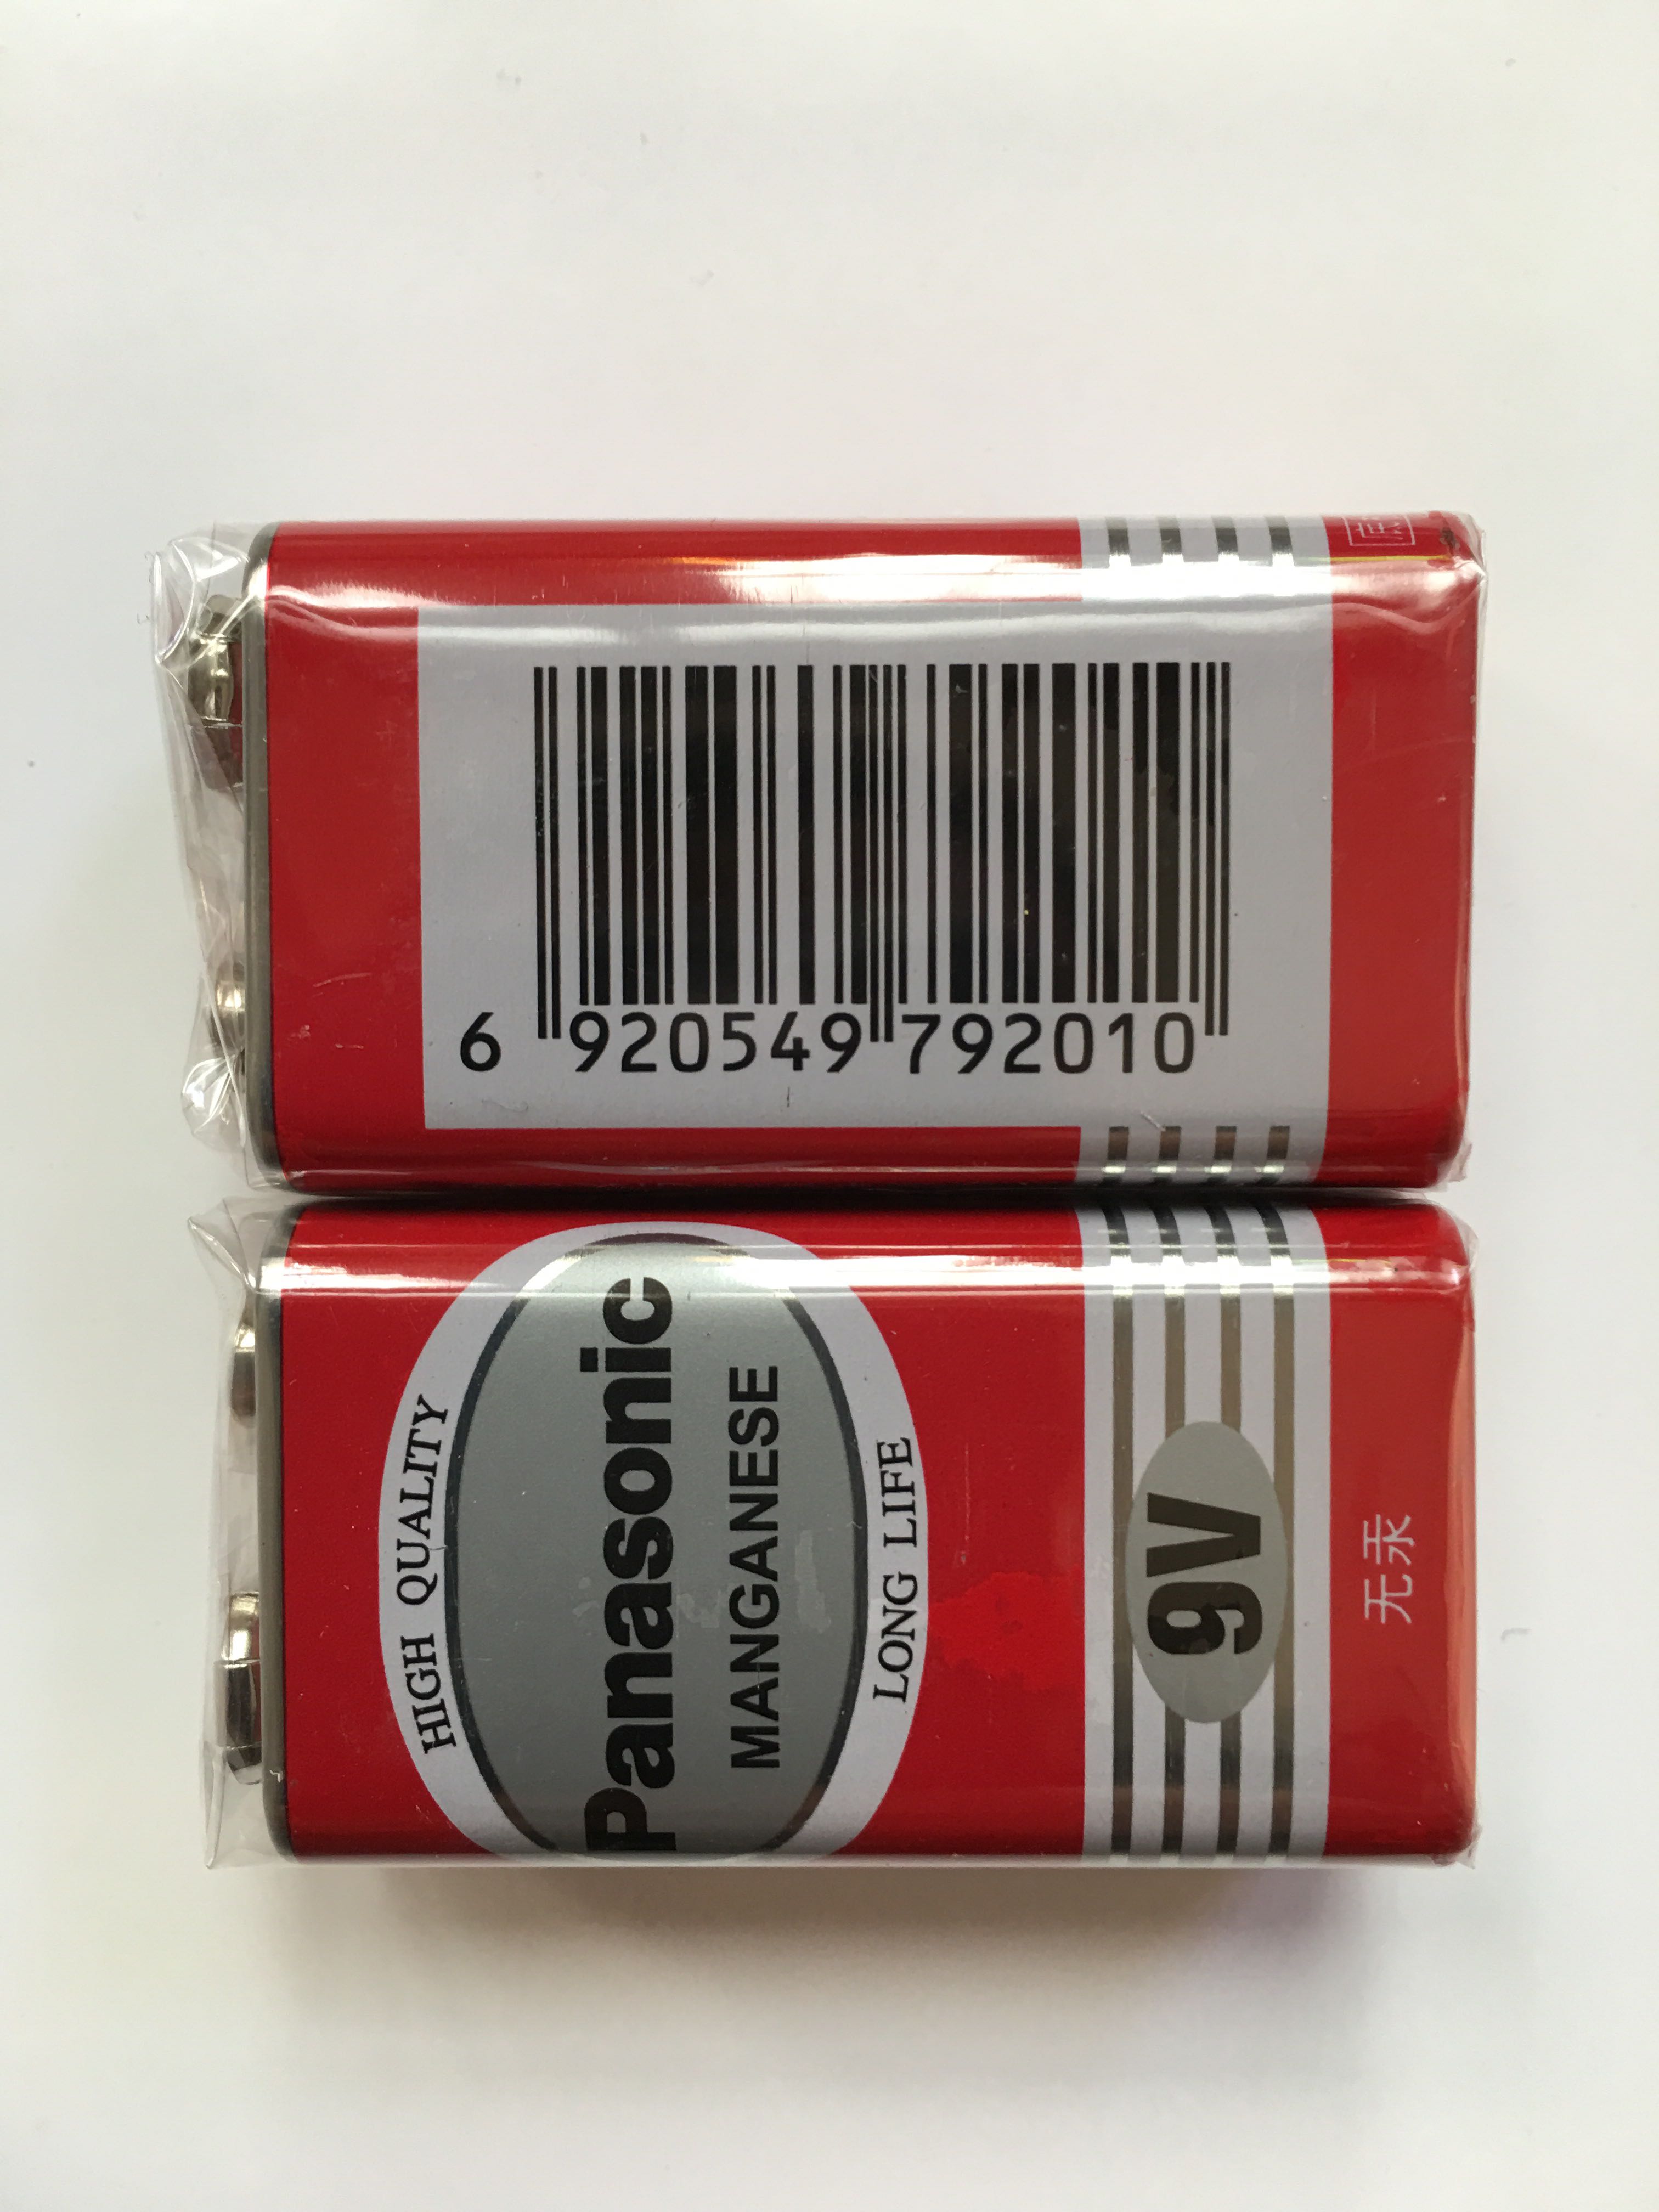 6 920549 792010
HIGH QUALITY
Panasonic
MANGANESE
LONG LIFE
9V
无汞